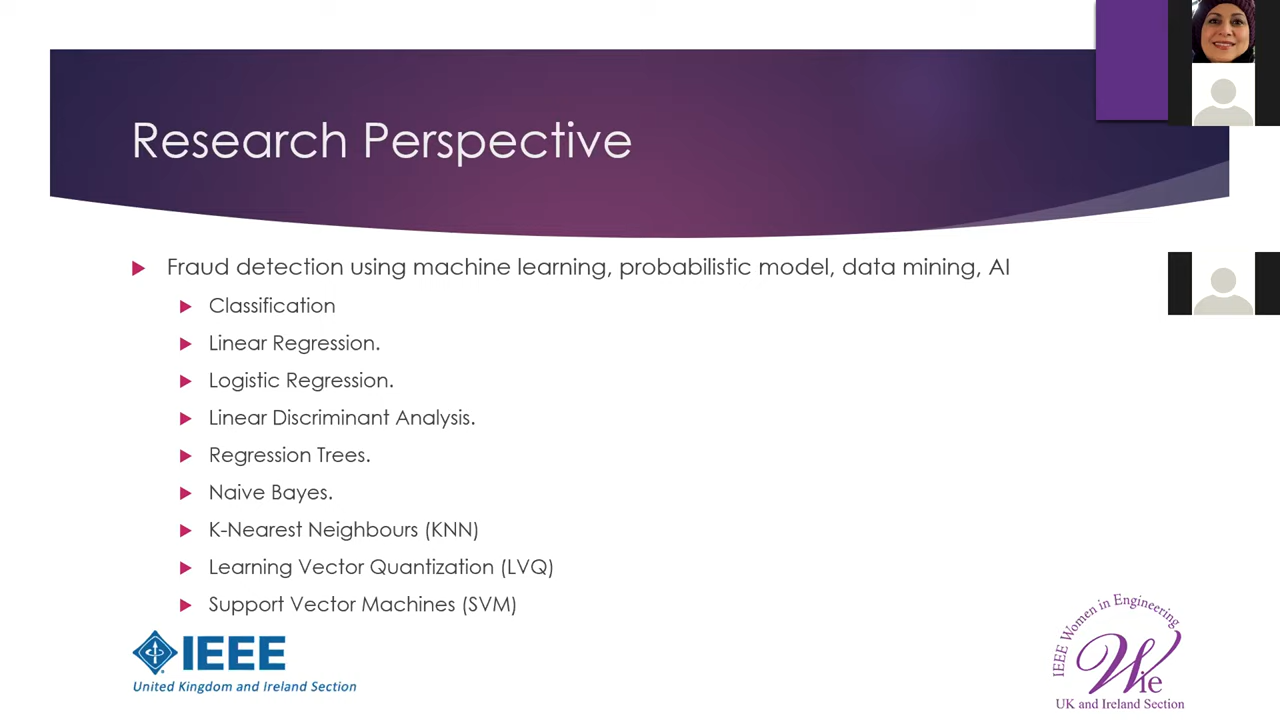 Research Perspective
Fraud detection using machine learning, probabilistic model, data mining, AI
Classification
Linear Regression.
Logistic Regression.
Linear Discriminant Analysis.
Regression Trees.
Naive Bayes.
K-Nearest Neighbours (KNN)
Learning Vector Quantization (LVQ)
Support Vector Machines (SVM)
IEEE
United Kingdom and Ireland Section
IEEE Women in Engineering
Wie
UK and Ireland Section